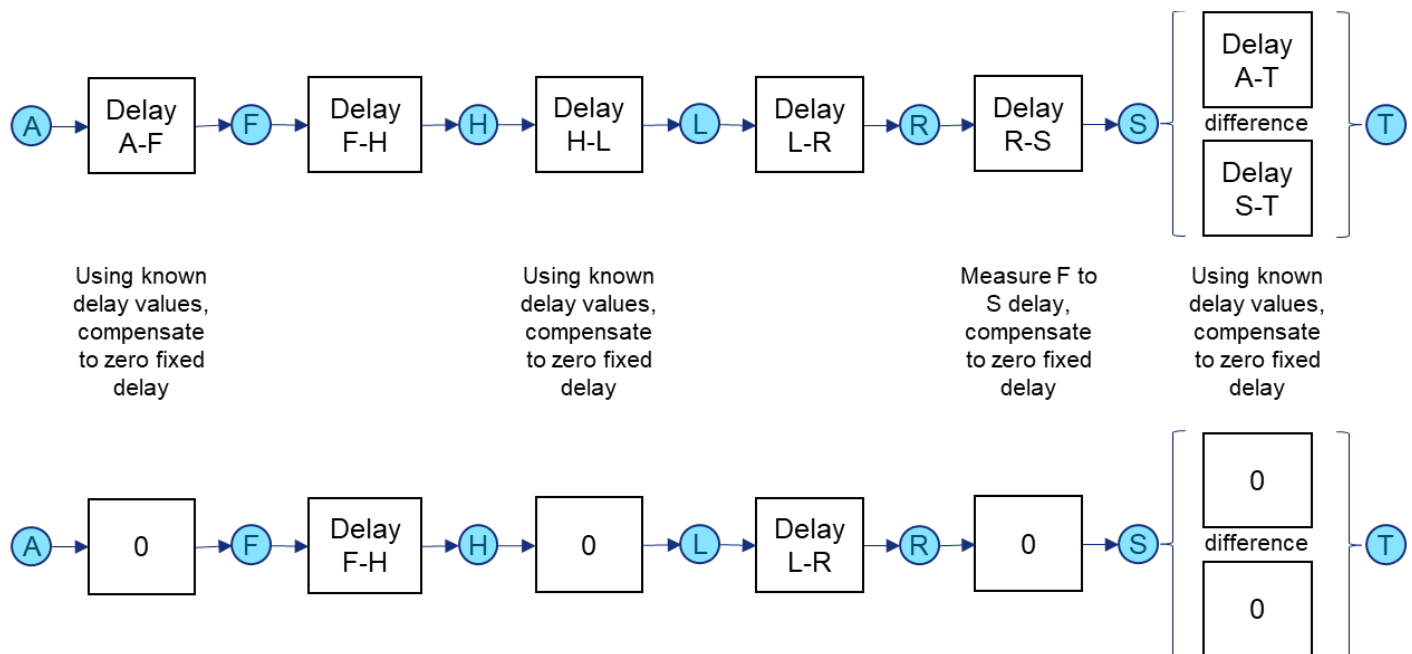 Delay
A-T
A
Delay
A-F
F
Delay
F-H
H
Delay
H-L
L
Delay
L-R
R
Delay
R-S
S
difference
T
Delay
S-T
Using known
delay values,
compensate
to zero fixed
delay
Using known
delay values,
compensate
to zero fixed
delay
Measure F to
S delay,
compensate
to zero fixed
delay
Using known
delay values,
compensate
to zero fixed
delay
0
A
0
F
Delay
F-H
H
0
L
Delay
L-R
R
0
S
difference
T
0